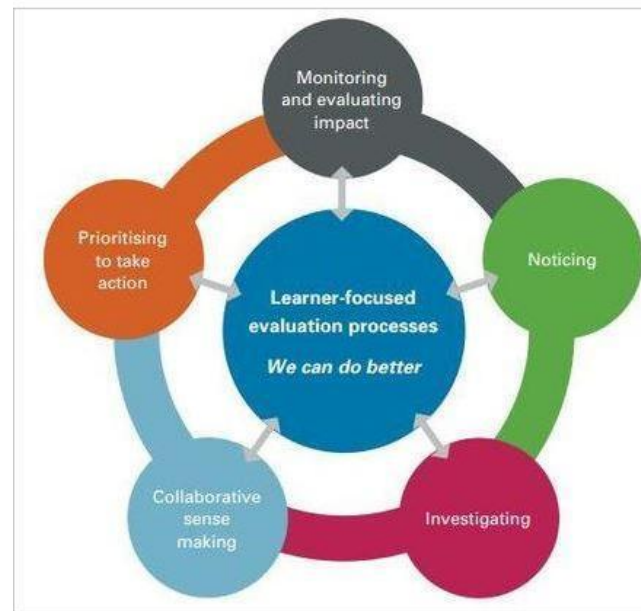 Monitoring
and evaluating
impact
Noticing
Investigating
Collaborative
sense
making
Prioritising
to take
action
Learner-focused
evaluation processes
We can do better